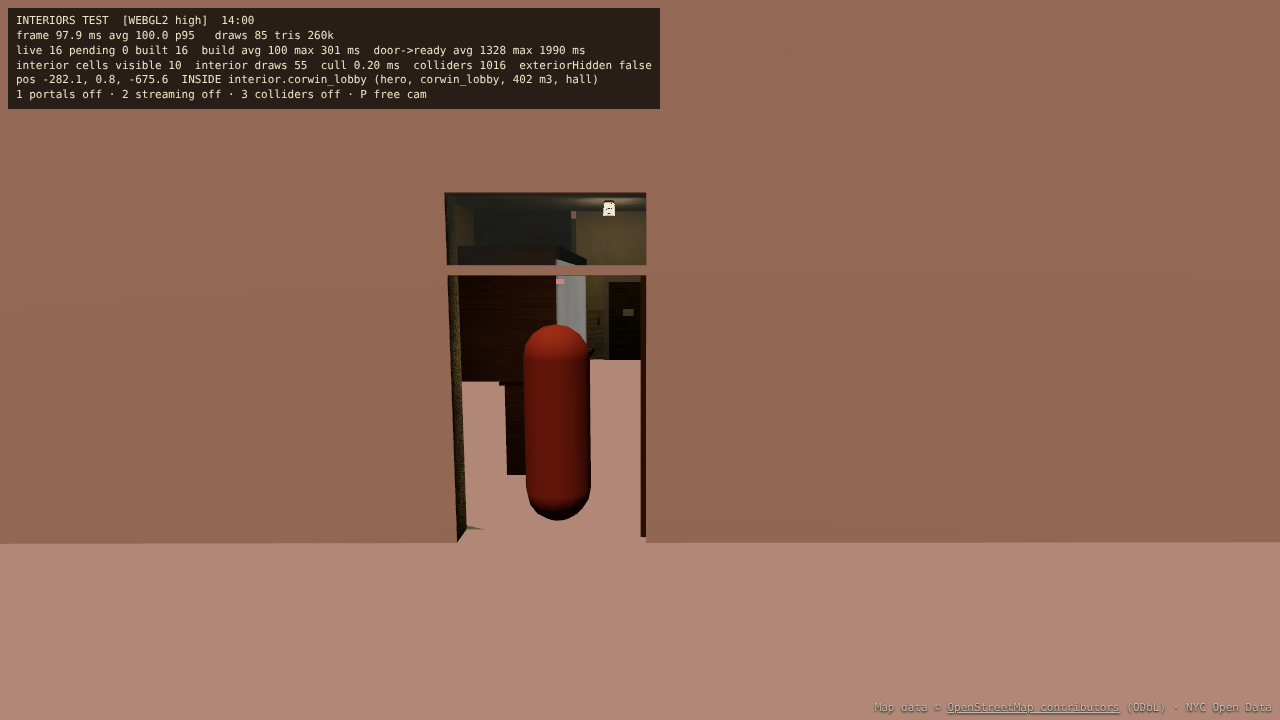 INTERIORS TEST  [WEBGL2 high]  14:00
frame 97.9 ms avg 100.0 p95   draws 85 tris 260k
live 16 pending 0 built 16  build avg 100 max 301 ms  door->ready avg 1328 max 1990 ms
interior cells visible 10  interior draws 55  cull 0.20 ms  colliders 1016  exteriorHidden false
pos -282.1, 0.8, -675.6  INSIDE interior.corwin_lobby (hero, corwin_lobby, 402 m3, hall)
1 portals off · 2 streaming off · 3 colliders off · P free cam
Map data © OpenStreetMap contributors (ODbL) · NYC Open Data